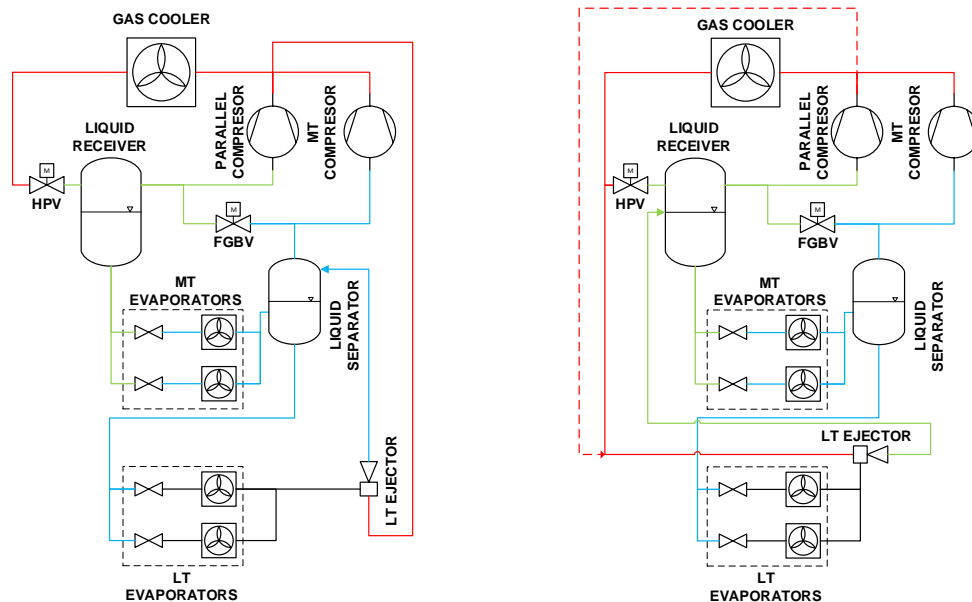 GAS COOLER
LIQUID
RECEIVER
PARALLEL
COMPRESOR
MT
COMPRESOR
M
HPV
M
FGBV
MT
EVAPORATORS
LIQUID
SEPARATOR
LT EJECTOR
LT
EVAPORATORS
GAS COOLER
LIQUID
RECEIVER
PARALLEL
COMPRESOR
MT
COMPRESOR
M
HPV
M
FGBV
MT
EVAPORATORS
LIQUID
SEPARATOR
LT EJECTOR
LT
EVAPORATORS